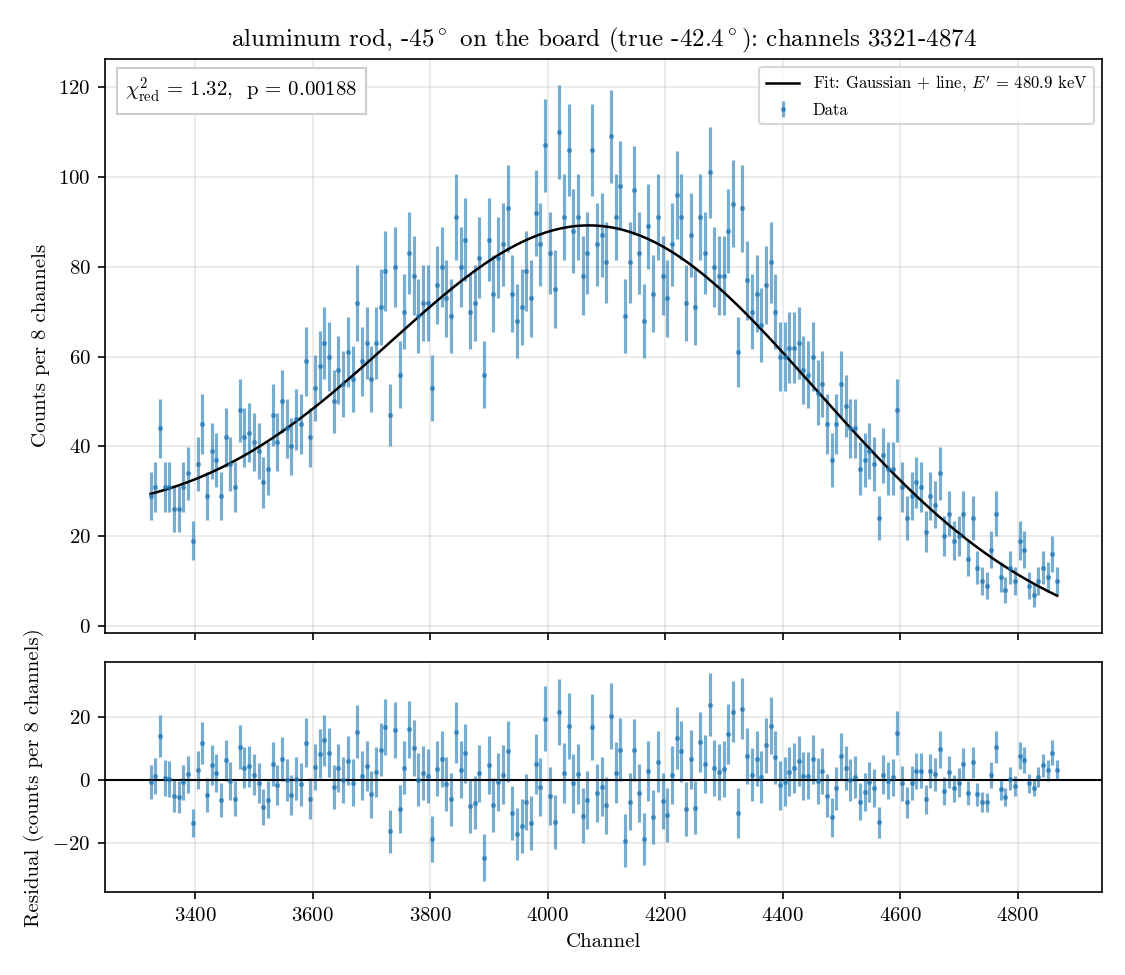 aluminum rod, -45° on the board (true -42.4°): channels 3321-4874
χ²red = 1.32, p = 0.00188
Fit: Gaussian + line, E′ = 480.9 keV
Data
Counts per 8 channels
120
100
80
60
40
20
0
Residual (counts per 8 channels)
20
0
−20
3400 3600 3800 4000 4200 4400 4600 4800
Channel